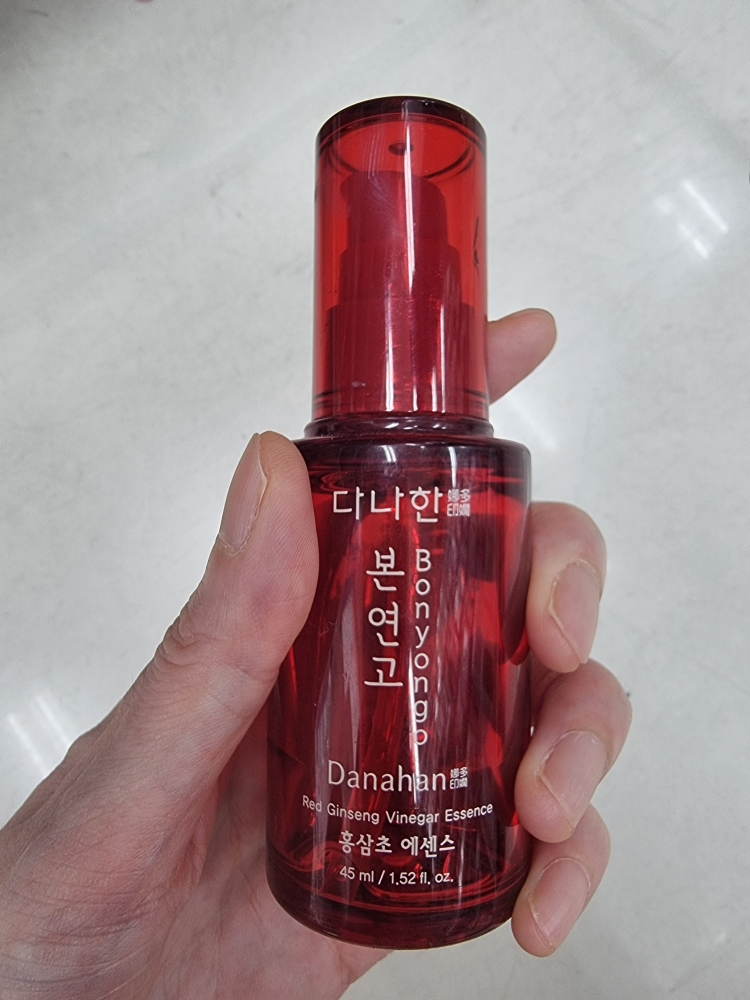 다나한
본연고
Bonyongo
Danahan
Red Ginseng Vinegar Essence
홍삼초 에센스
45 ml / 1.52 fl. oz.